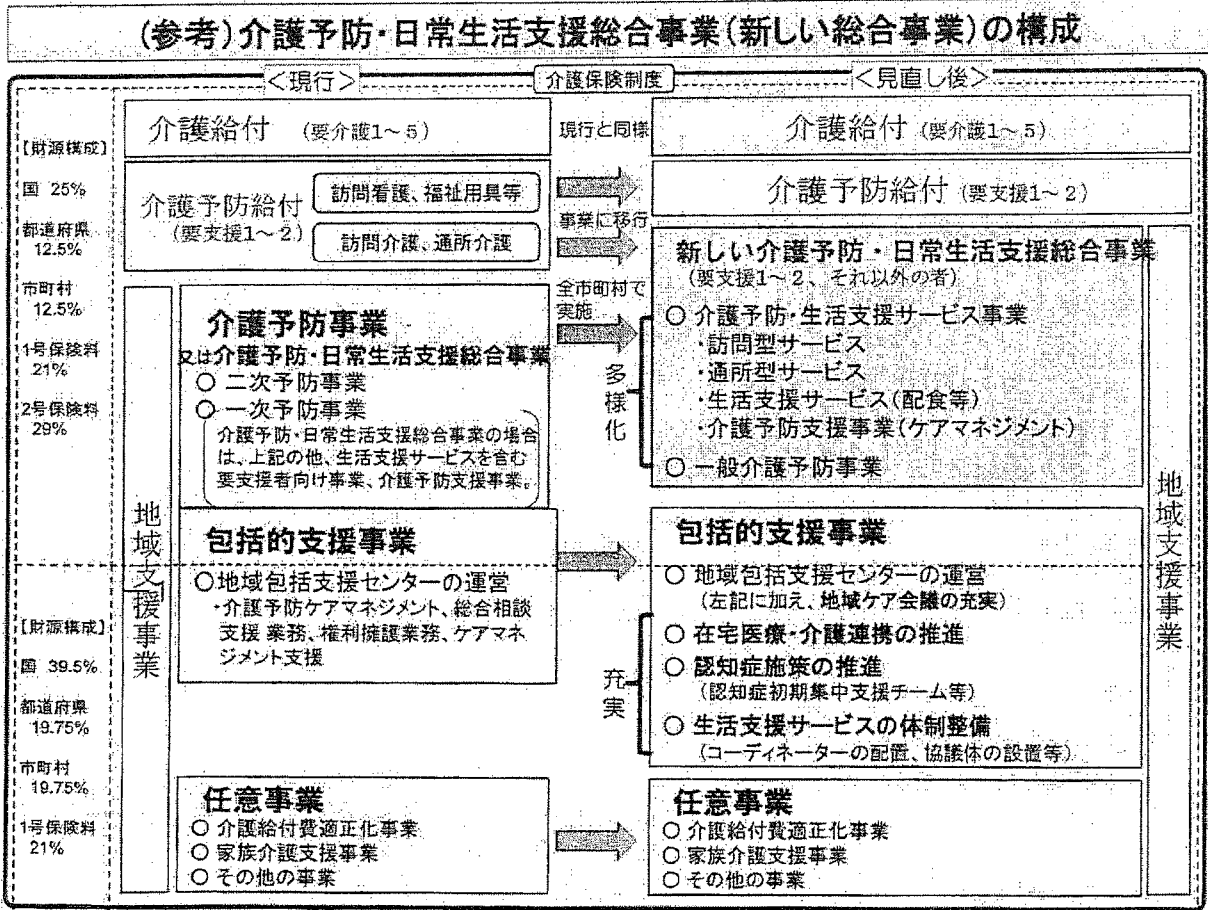 (参考)介護予防・日常生活支援総合事業(新しい総合事業)の構成
<現行>
介護保険制度
<見直し後>
【財源構成】
国 25%
都道府県
12.5%
市町村
12.5%
1号保険料
21%
2号保険料
29%
【財源構成】
国 39.5%
都道府県
19.75%
市町村
19.75%
1号保険料
21%
介護給付 (要介護1~5)
介護予防給付
(要支援1~2)
訪問看護、福祉用具等
訪問介護、通所介護
地域支援事業
介護予防事業
又は介護予防・日常生活支援総合事業
○ 二次予防事業
○ 一次予防事業
介護予防・日常生活支援総合事業の場合
は、上記の他、生活支援サービスを含む
要支援者向け事業、介護予防支援事業。
包括的支援事業
○地域包括支援センターの運営
・介護予防ケアマネジメント、総合相談
支援 業務、権利擁護業務、ケアマネ
ジメント支援
任意事業
○ 介護給付費適正化事業
○ 家族介護支援事業
○ その他の事業
現行と同様
事業に移行
全市町村で
実施
多様化
充実
介護給付 (要介護1~5)
介護予防給付 (要支援1~2)
新しい介護予防・日常生活支援総合事業
(要支援1~2、それ以外の者)
○ 介護予防・生活支援サービス事業
・訪問型サービス
・通所型サービス
・生活支援サービス(配食等)
・介護予防支援事業(ケアマネジメント)
○ 一般介護予防事業
包括的支援事業
○ 地域包括支援センターの運営
(左記に加え、地域ケア会議の充実)
○ 在宅医療・介護連携の推進
○ 認知症施策の推進
(認知症初期集中支援チーム等)
○ 生活支援サービスの体制整備
(コーディネーターの配置、協議体の設置等)
任意事業
○ 介護給付費適正化事業
○ 家族介護支援事業
○ その他の事業
地域支援事業